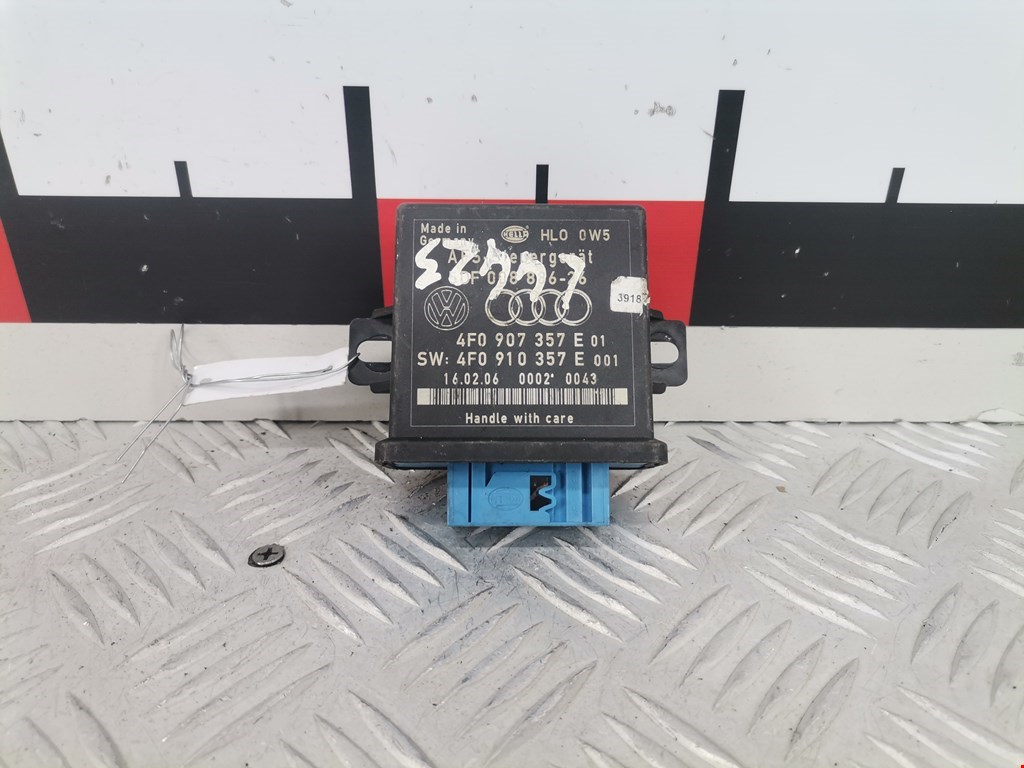 Made in
Germany HELLA HLO 0W5
3918
4F0 907 357 E 01
SW: 4F0 910 357 E 001
16.02.06 0002 0043
Handle with care